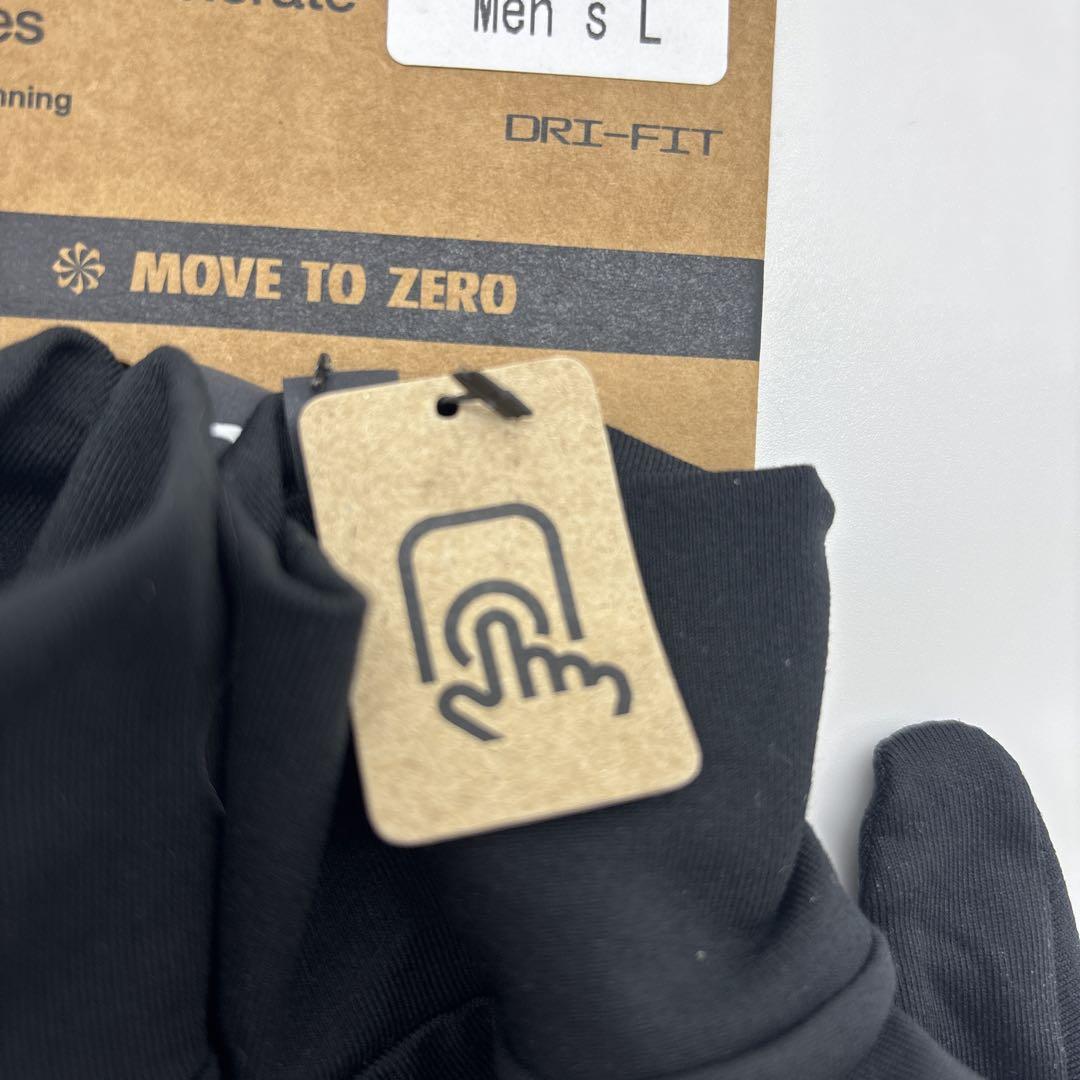 es
Men's L
nning
DRI-FIT
MOVE TO ZERO